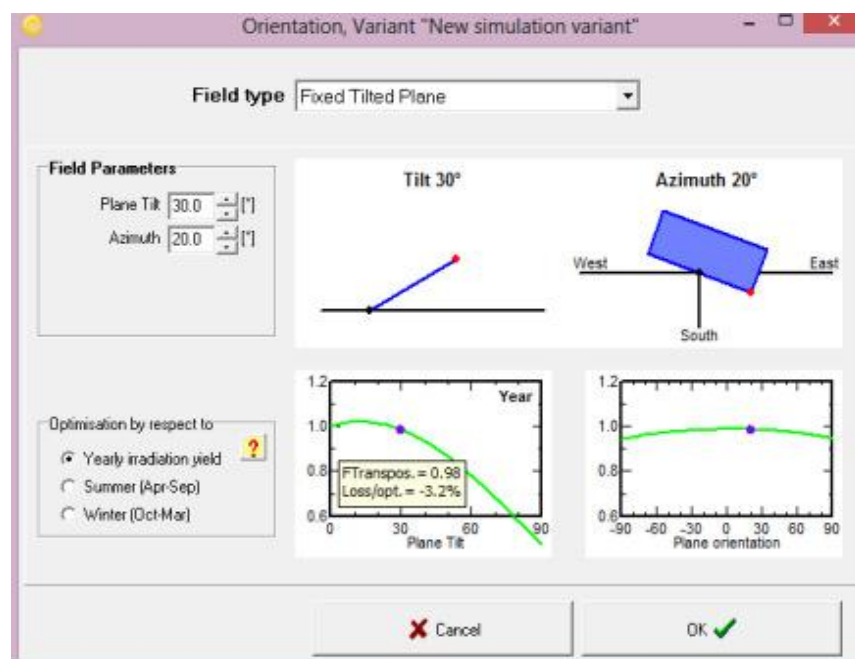 Orientation, Variant "New simulation variant"
Field type Fixed Tilted Plane
Field Parameters
Plane Tilt 30.0 [°]
Azimuth 20.0 [°]
Tilt 30°
Azimuth 20°
West
East
South
Optimisation by respect to
?
Yearly irradiation yield
Summer (Apr-Sep)
Winter (Oct-Mar)
Year
1.2
1.0
0.8
0.6
FTranspos. = 0.98
Loss/opt. = -3.2%
0 30 60 90
Plane Tilt
1.2
1.0
0.8
0.6
-90 -60 -30 0 30 60 90
Plane orientation
Cancel
OK